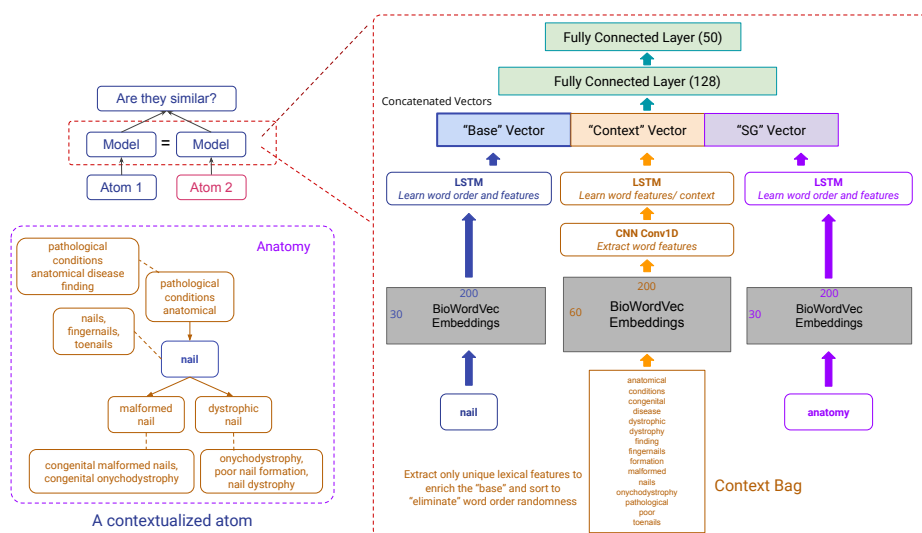 Are they similar?
Model
=
Model
Atom 1
Atom 2
Anatomy
pathological
conditions
anatomical disease
finding
pathological
conditions
anatomical
nails,
fingernails,
toenails
nail
malformed
nail
dystrophic
nail
congenital malformed nails,
congenital onychodystrophy
onychodystrophy,
poor nail formation,
nail dystrophy
A contextualized atom
Fully Connected Layer (50)
Fully Connected Layer (128)
Concatenated Vectors
“Base” Vector
“Context” Vector
“SG” Vector
LSTM
Learn word order and features
LSTM
Learn word features/ context
LSTM
Learn word order and features
CNN Conv1D
Extract word features
200
30
BioWordVec
Embeddings
200
60
BioWordVec
Embeddings
200
30
BioWordVec
Embeddings
nail
anatomical
conditions
congenital
disease
dystrophic
dystrophy
finding
fingernails
formation
malformed
nails
onychodystrophy
pathological
poor
toenails
anatomy
Extract only unique lexical features to
enrich the “base” and sort to
“eliminate” word order randomness
Context Bag